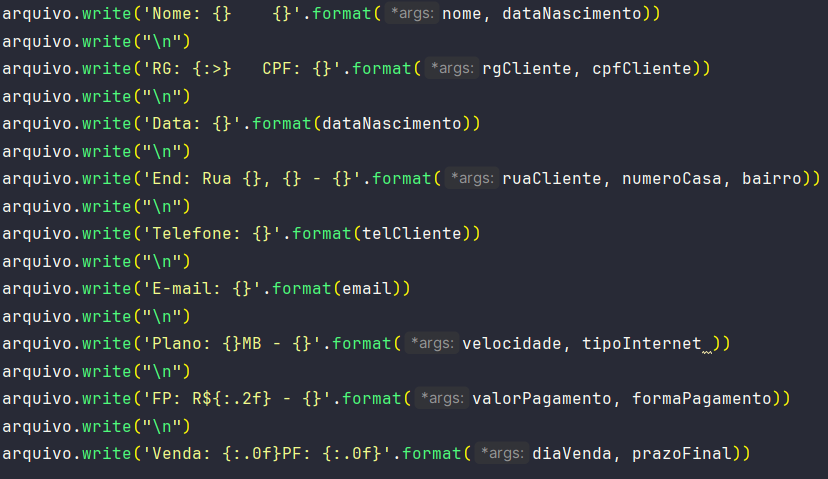 arquivo.write('Nome: {}    {}'.format( *args: nome, dataNascimento))
arquivo.write("\n")
arquivo.write('RG: {:>}   CPF: {}'.format( *args: rgCliente, cpfCliente))
arquivo.write("\n")
arquivo.write('Data: {}'.format(dataNascimento))
arquivo.write("\n")
arquivo.write('End: Rua {}, {} - {}'.format( *args: ruaCliente, numeroCasa, bairro))
arquivo.write("\n")
arquivo.write('Telefone: {}'.format(telCliente))
arquivo.write("\n")
arquivo.write('E-mail: {}'.format(email))
arquivo.write("\n")
arquivo.write('Plano: {}MB - {}'.format( *args: velocidade, tipoInternet ))
arquivo.write("\n")
arquivo.write('FP: R${:.2f} - {}'.format( *args: valorPagamento, formaPagamento))
arquivo.write("\n")
arquivo.write('Venda: {:.0f}PF: {:.0f}'.format( *args: diaVenda, prazoFinal))